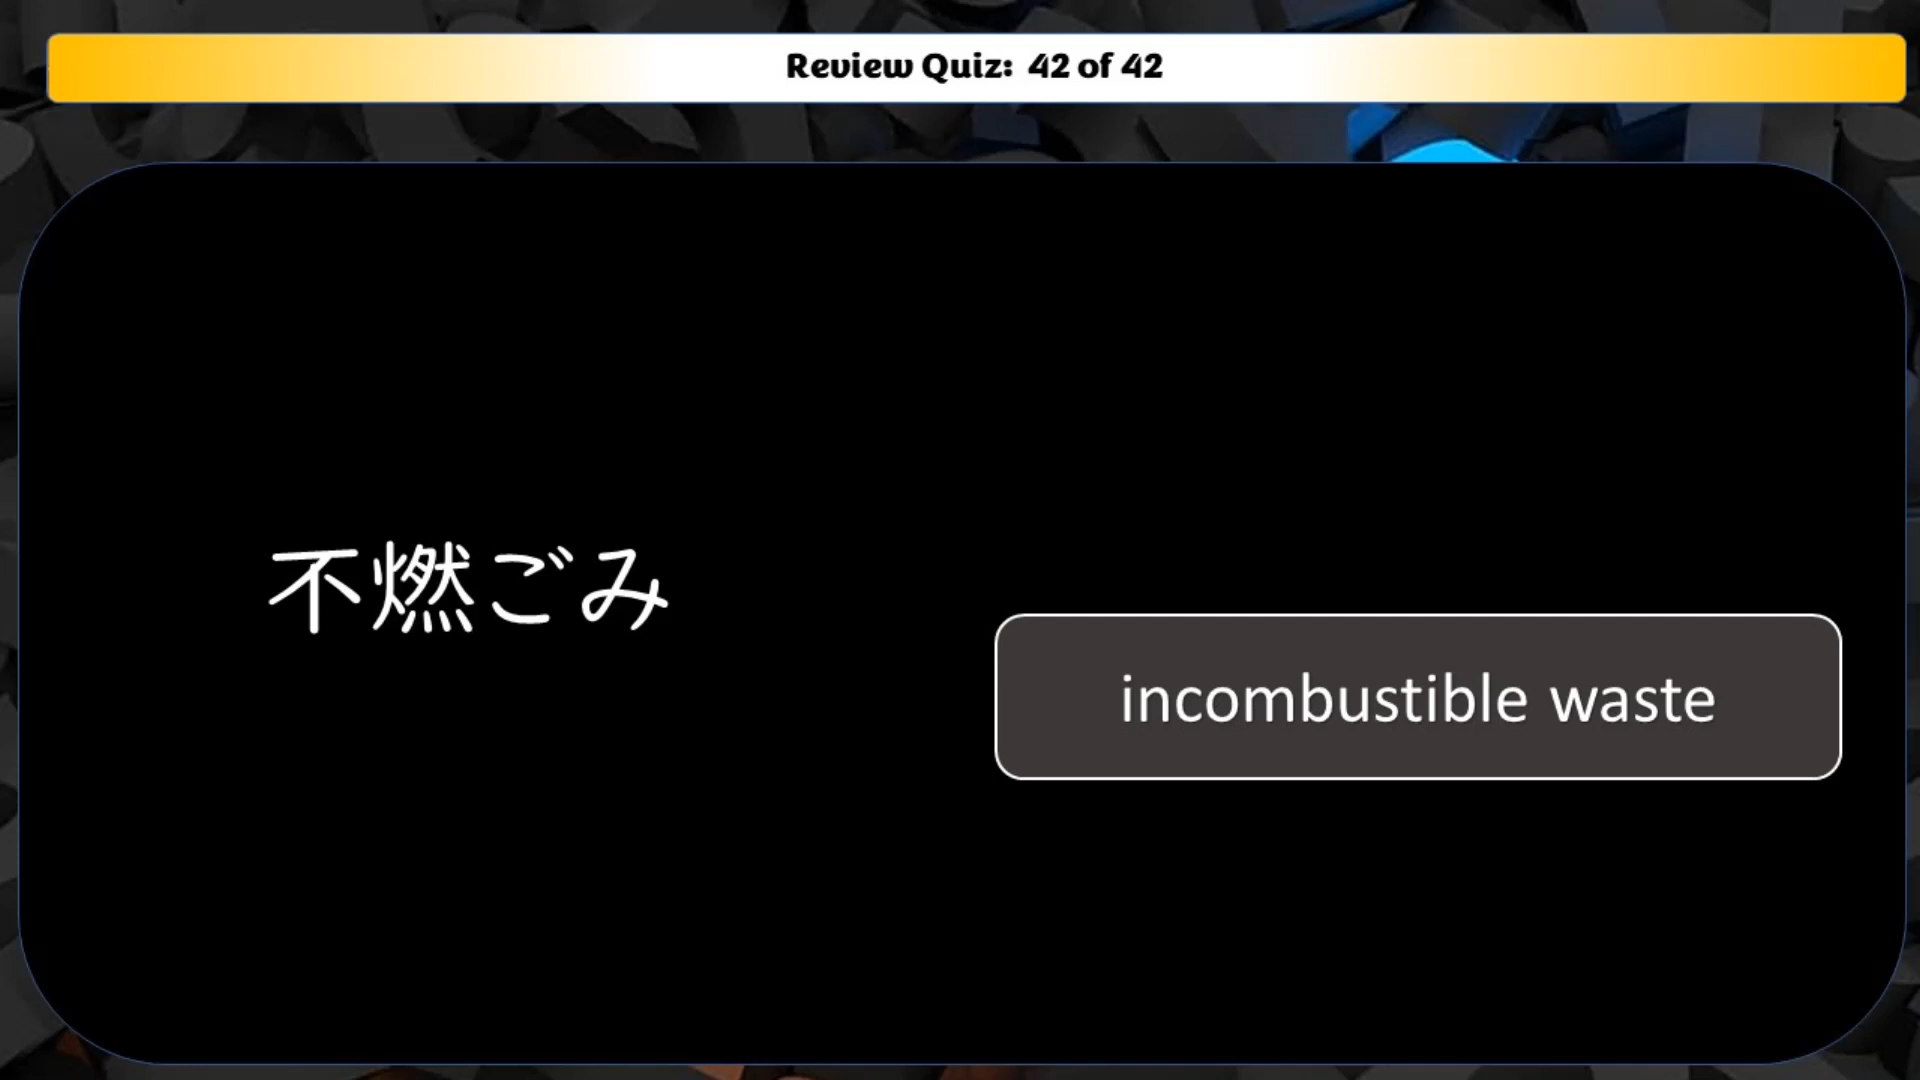 Review Quiz: 42 of 42
不燃ごみ
incombustible waste